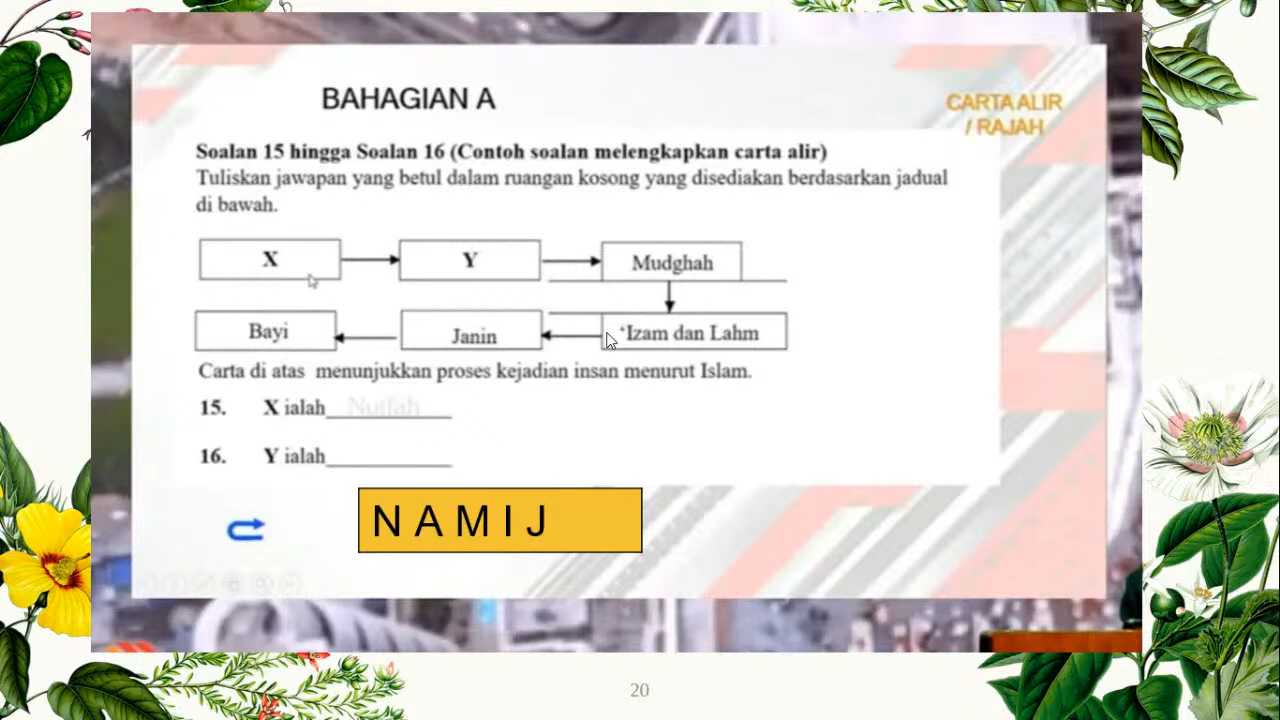 BAHAGIAN A
CARTA ALIR
/ RAJAH
Soalan 15 hingga Soalan 16 (Contoh soalan melengkapkan carta alir)
Tuliskan jawapan yang betul dalam ruangan kosong yang disediakan berdasarkan jadual
di bawah.
X
Y
Mudghah
Bayi
Janin
‘Izam dan Lahm
Carta di atas menunjukkan proses kejadian insan menurut Islam.
15. X ialah Nutfah
16. Y ialah____________
N A M I J
20